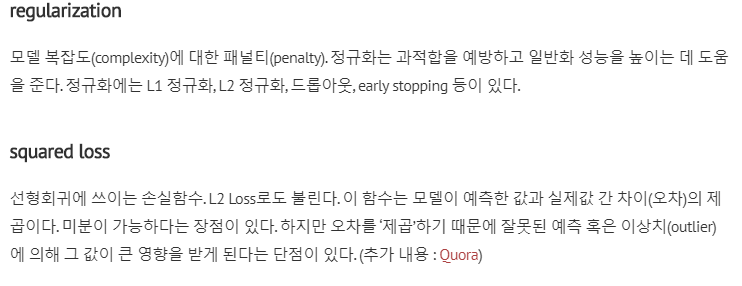 regularization
모델 복잡도(complexity)에 대한 패널티(penalty). 정규화는 과적합을 예방하고 일반화 성능을 높이는 데 도움
을 준다. 정규화에는 L1 정규화, L2 정규화, 드롭아웃, early stopping 등이 있다.
squared loss
선형회귀에 쓰이는 손실함수. L2 Loss로도 불린다. 이 함수는 모델이 예측한 값과 실제값 간 차이(오차)의 제
곱이다. 미분이 가능하다는 장점이 있다. 하지만 오차를 '제곱'하기 때문에 잘못된 예측 혹은 이상치(outlier)
에 의해 그 값이 큰 영향을 받게 된다는 단점이 있다. (추가 내용 : Quora)